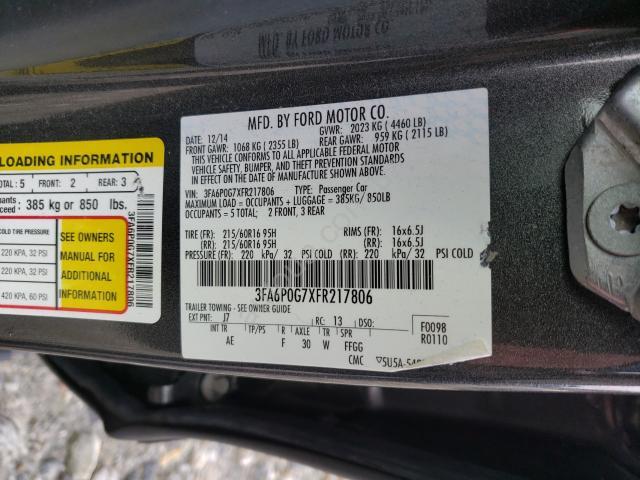 MFD. BY FORD MOTOR CO.
DATE: 12/14 GVWR: 2023 KG ( 4460 LB)
FRONT GAWR: 1068 KG ( 2355 LB) REAR GAWR: 959 KG ( 2115 LB)
THIS VEHICLE CONFORMS TO ALL APPLICABLE FEDERAL MOTOR
VEHICLE SAFETY, BUMPER, AND THEFT PREVENTION STANDARDS
IN EFFECT ON THE DATE OF MANUFACTURE SHOWN ABOVE.
VIN: 3FA6P0G7XFR217806 TYPE: Passenger Car
MAXIMUM LOAD = OCCUPANTS + LUGGAGE = 385KG/ 850LB
OCCUPANTS = 5 TOTAL; 2 FRONT, 3 REAR
TIRE (FR): 215/60R16 95H RIMS (FR): 16x6.5J
(RR): 215/60R16 95H (RR): 16x6.5J
PRESSURE (FR): 220 kPa/ 32 PSI COLD (RR): 220 kPa/ 32 PSI COLD
3FA6P0G7XFR217806
TRAILER TOWING - SEE OWNER GUIDE
EXT PNT: J7 RC: 13 DSO:
F0098
R0110
INT TR TP/PS R AXLE TR SPR
AE F 30 W FFGG
CMC
LOADING INFORMATION
TOTAL: 5 FRONT: 2 REAR: 3
exceed: 385 kg or 850 lbs.
COLD TIRE PRESSURE
220 KPA, 32 PSI
220 KPA, 32 PSI
420 KPA, 60 PSI
SEE OWNERS
MANUAL FOR
ADDITIONAL
INFORMATION
3FA6P0G7XFR217806